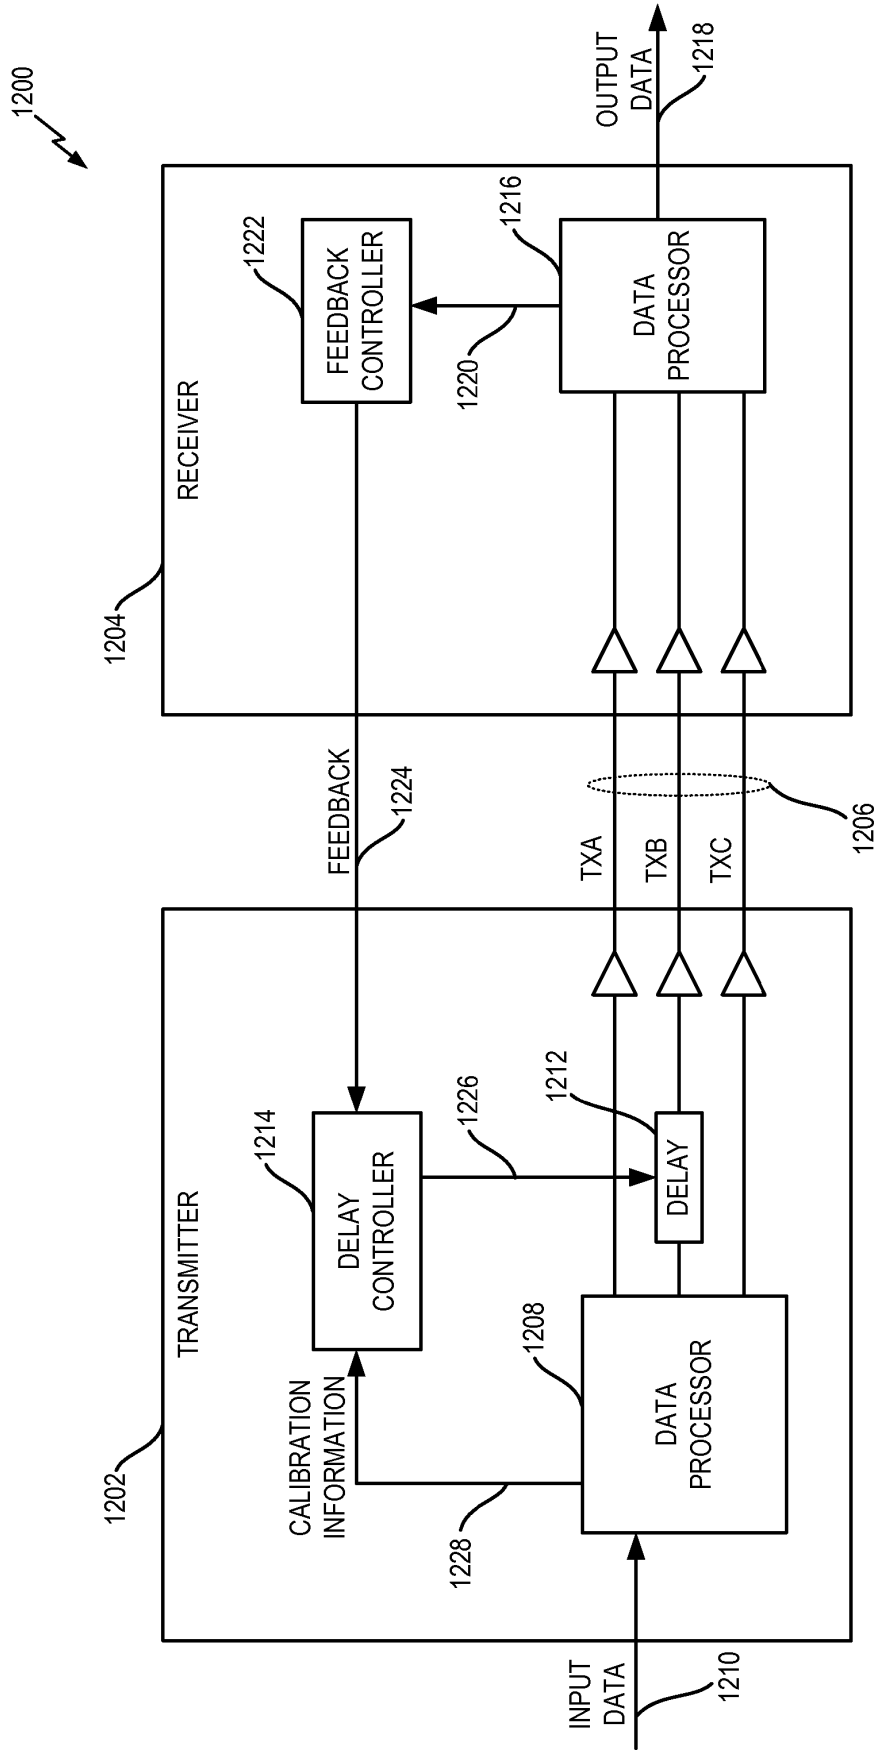 1200
TRANSMITTER
1202
RECEIVER
1204
CALIBRATION
INFORMATION
1228
DELAY
CONTROLLER
1214
1226
FEEDBACK
1224
FEEDBACK
CONTROLLER
1222
1220
INPUT
DATA
1210
DATA
PROCESSOR
1208
DELAY
1212
TXA
TXB
TXC
1206
DATA
PROCESSOR
1216
OUTPUT
DATA
1218